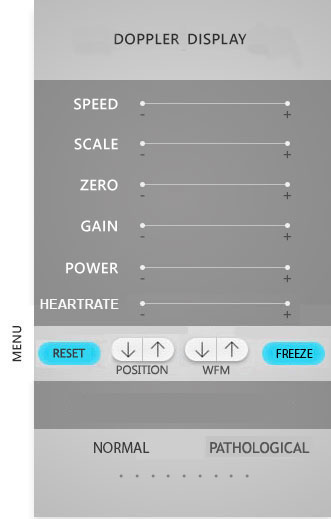 DOPPLER DISPLAY
SPEED
- +
SCALE
- +
ZERO
- +
GAIN
- +
POWER
- +
HEARTRATE
- +
MENU
RESET ↓ ↑ ↓ ↑ FREEZE
POSITION WFM
NORMAL PATHOLOGICAL